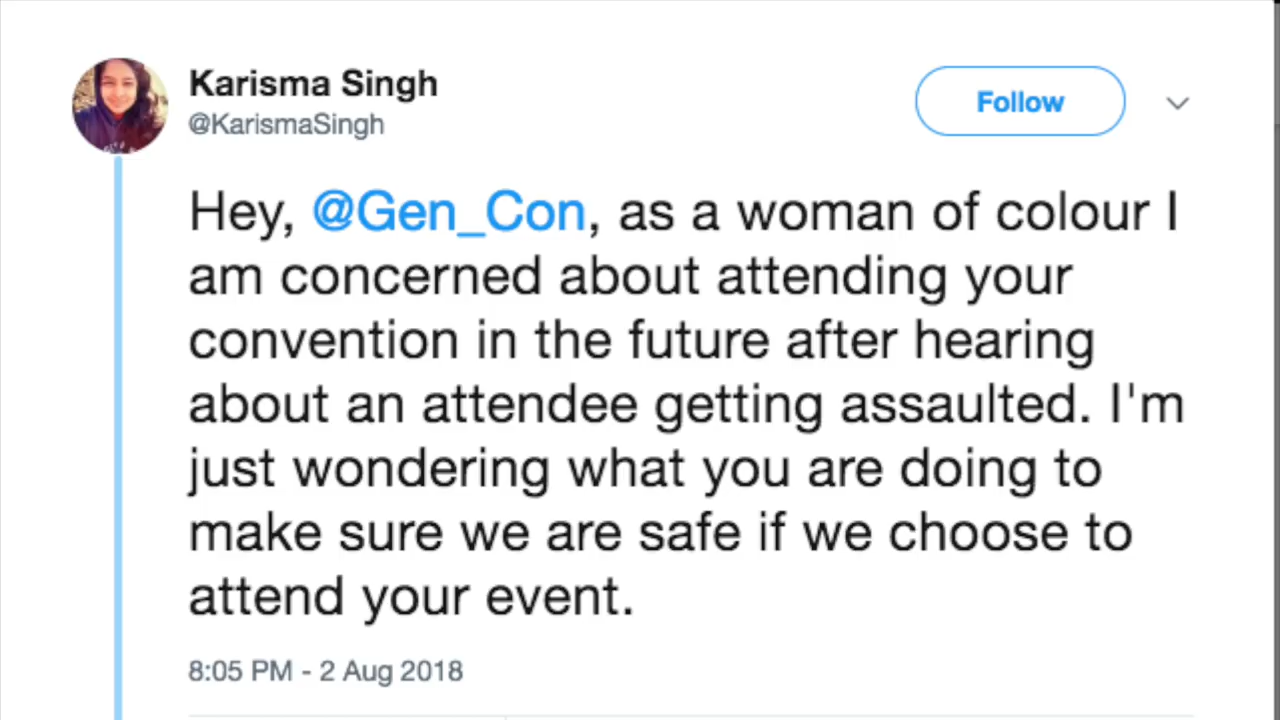 Karisma Singh
@KarismaSingh
Follow
Hey, @Gen_Con, as a woman of colour I
am concerned about attending your
convention in the future after hearing
about an attendee getting assaulted. I'm
just wondering what you are doing to
make sure we are safe if we choose to
attend your event.
8:05 PM - 2 Aug 2018